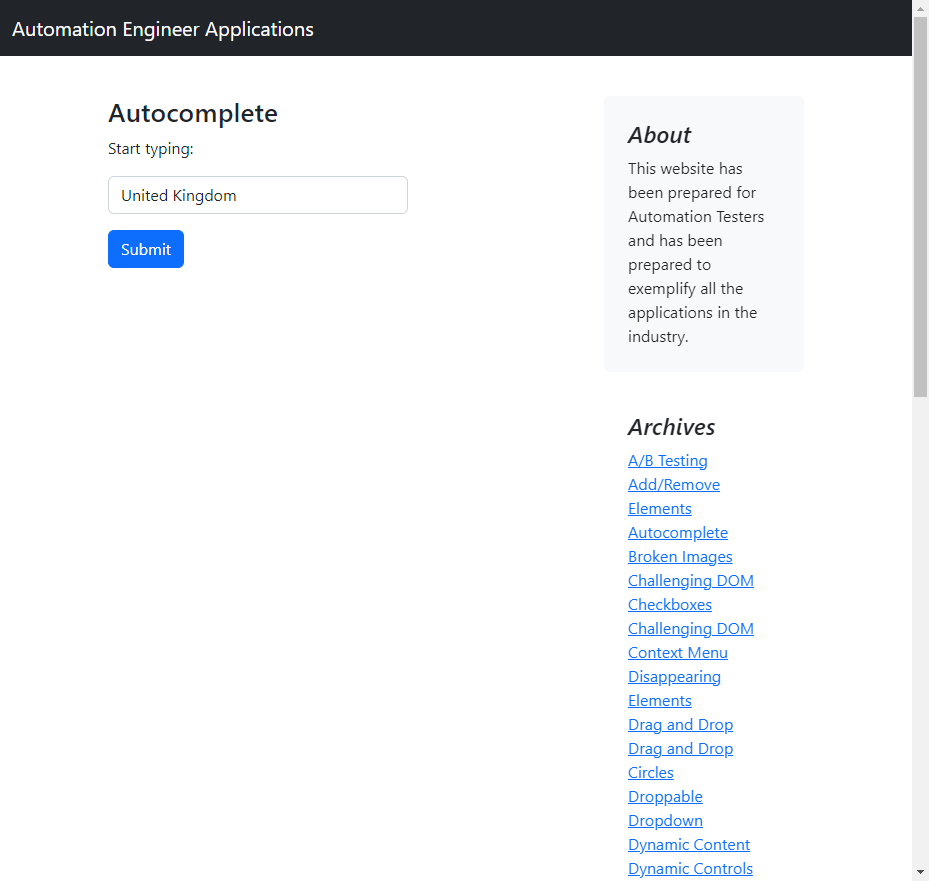 Automation Engineer Applications
Autocomplete
Start typing:
United Kingdom
Submit
About
This website has
been prepared for
Automation Testers
and has been
prepared to
exemplify all the
applications in the
industry.
Archives
A/B Testing
Add/Remove
Elements
Autocomplete
Broken Images
Challenging DOM
Checkboxes
Challenging DOM
Context Menu
Disappearing
Elements
Drag and Drop
Drag and Drop
Circles
Droppable
Dropdown
Dynamic Content
Dynamic Controls